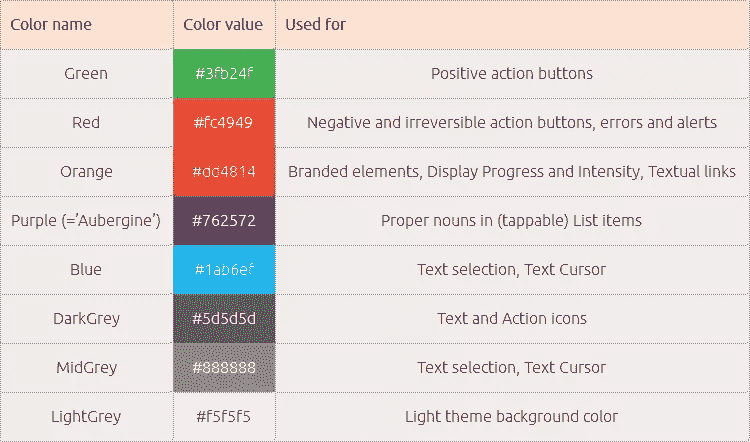 Color name Color value Used for
Green #3fb24f Positive action buttons
Red #fc4949 Negative and irreversible action buttons, errors and alerts
Orange #dd4814 Branded elements, Display Progress and Intensity, Textual links
Purple (=’Aubergine’) #762572 Proper nouns in (tappable) List items
Blue #1ab6ef Text selection, Text Cursor
DarkGrey #5d5d5d Text and Action icons
MidGrey #888888 Text selection, Text Cursor
LightGrey #f5f5f5 Light theme background color